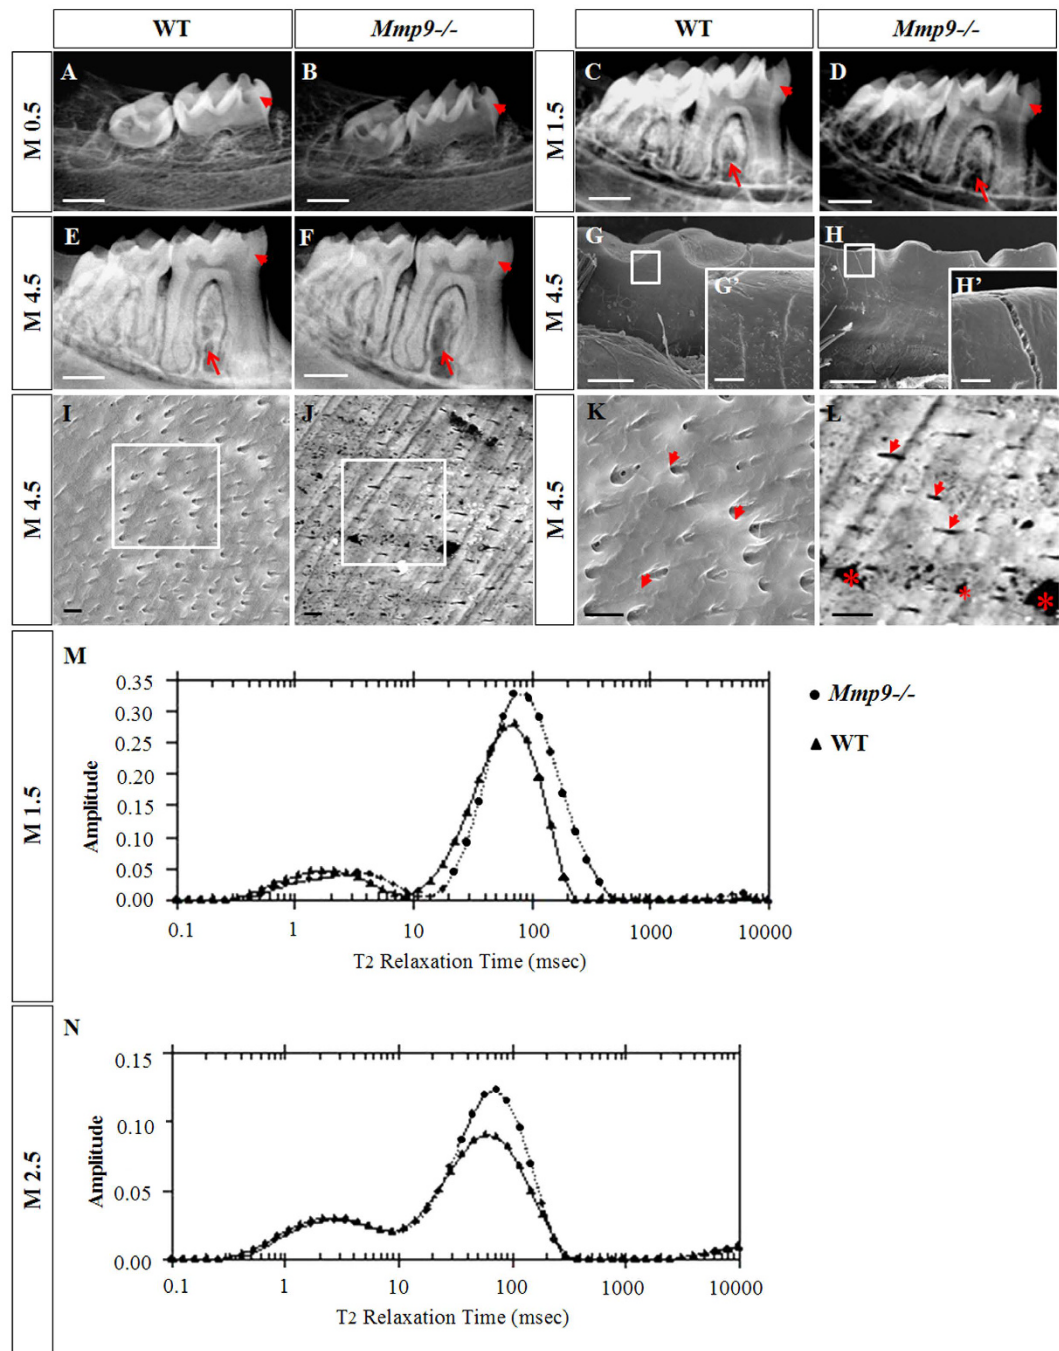 WT
Mmp9-/-
WT
Mmp9-/-
M 0.5
A
B
M 1.5
C
D
M 4.5
E
F
M 4.5
G
G'
H
H'
M 4.5
I
J
M 4.5
K
L
* * *
M 1.5
M
Amplitude
0.35
0.30
0.25
0.20
0.15
0.10
0.05
0.00
0.1 1 10 100 1000 10000
T2 Relaxation Time (msec)
Mmp9-/-
WT
M 2.5
N
Amplitude
0.15
0.10
0.05
0.00
0.1 1 10 100 1000 10000
T2 Relaxation Time (msec)